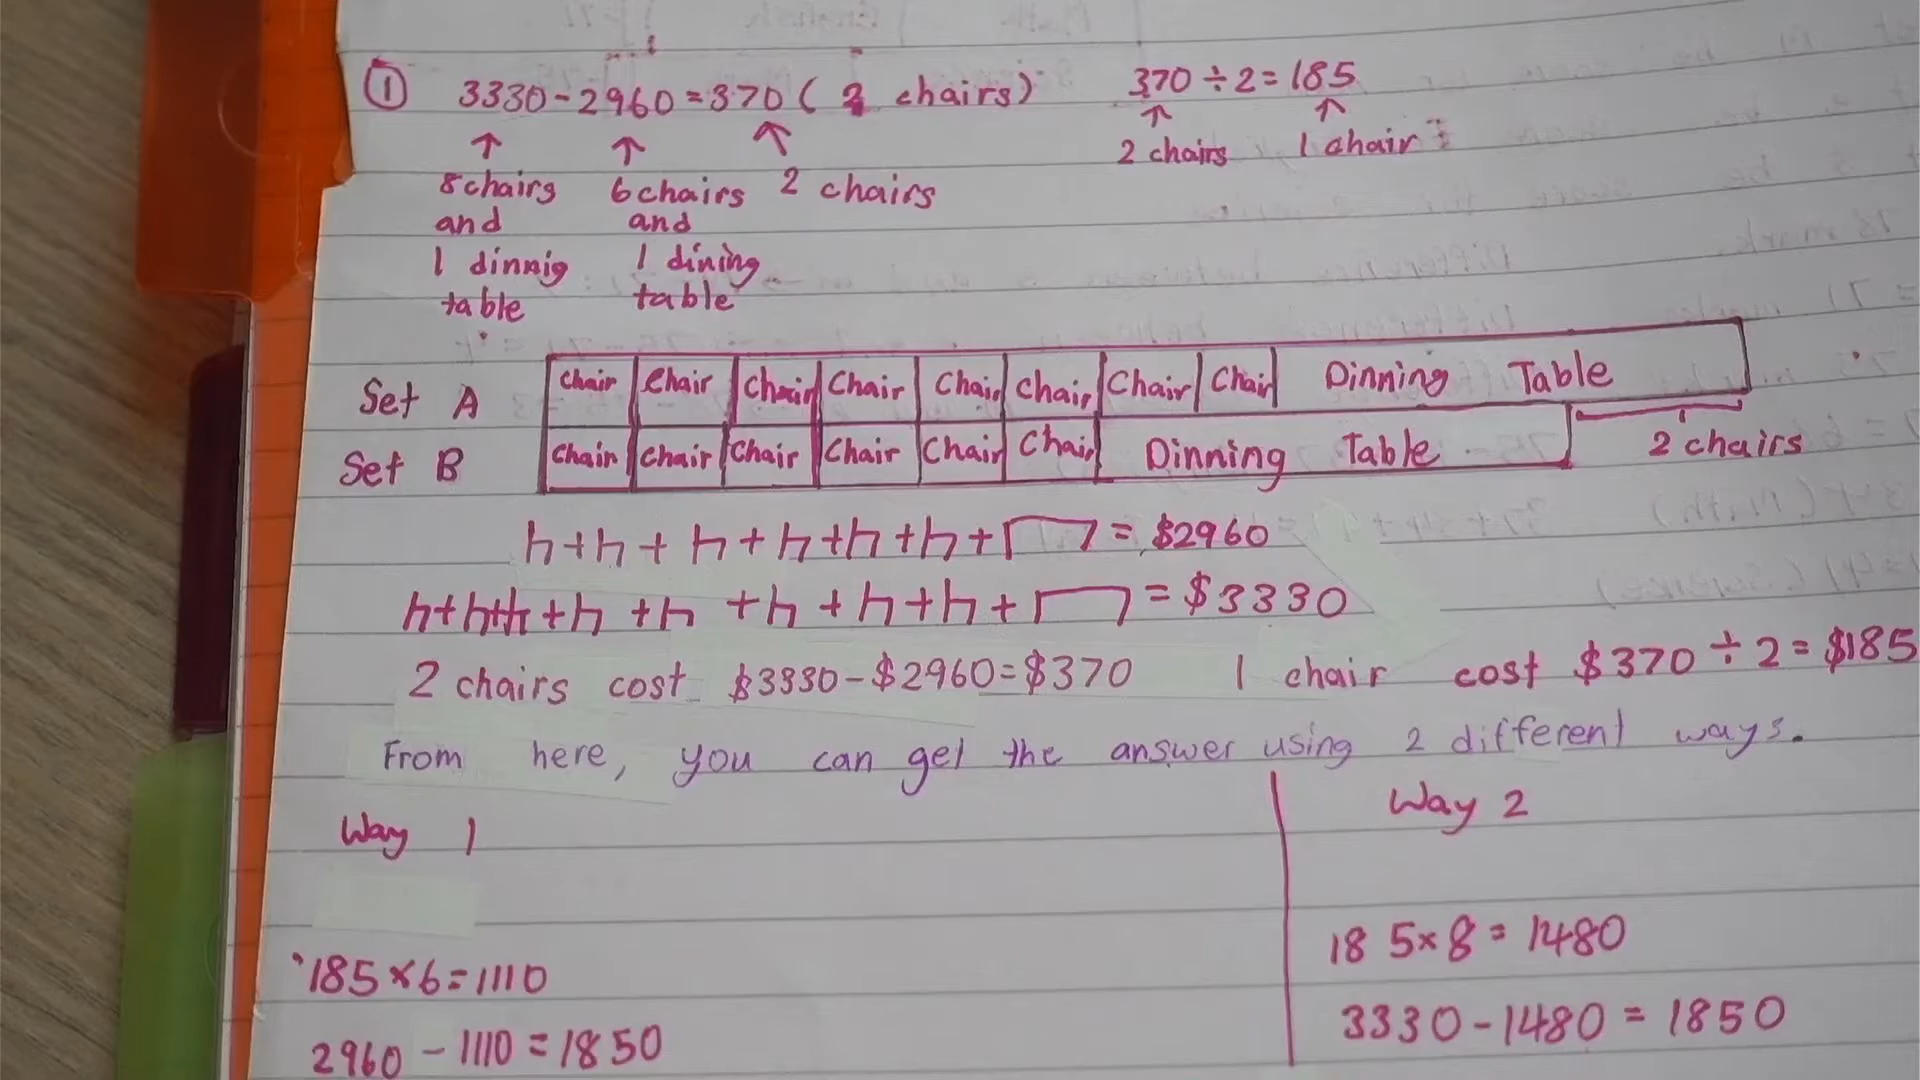 ① 3330-2960=370 ( 2 chairs) 370÷2=185
↑ ↑ ↑ ↑ ↑
2 chairs 1 chair
8 chairs 6 chairs 2 chairs
and and
1 dinnig 1 dining
table table
Set A Chair Chair Chair Chair Chair Chair Chair Chair Dinning Table
Set B Chair Chair Chair Chair Chair Chair Dinning Table 2 chairs
h+h+h+h+h+h+ = $2960
h+h+h+h+h+h+h+h+ = $3330
2 chairs cost $3330-$2960=$370 1 chair cost $370÷2=$185
From here, you can get the answer using 2 different ways.
Way 1
Way 2
185×6=1110
2960-1110=1850
185×8=1480
3330-1480=1850